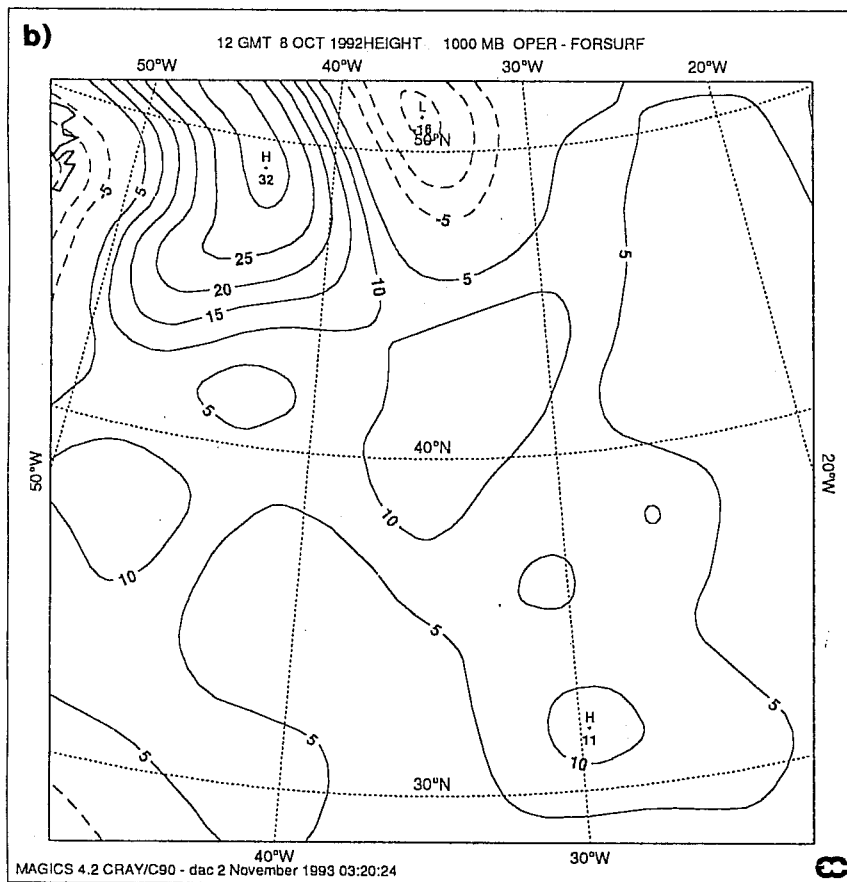 b)
12 GMT 8 OCT 1992HEIGHT 1000 MB OPER - FORSURF
50°W 40°W 30°W 20°W
L
16
50°N
H
32
-5
5
-5
25
20
15
10
5
5
5
40°N
50°W
20°W
10
10
5
H
11
10
5
5
5
30°N
40°W 30°W
MAGICS 4.2 CRAY/C90 - dac 2 November 1993 03:20:24